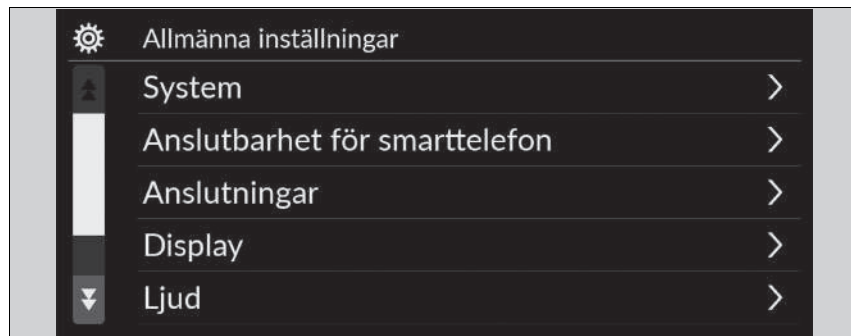 Allmänna inställningar
System
Anslutbarhet för smarttelefon
Anslutningar
Display
Ljud